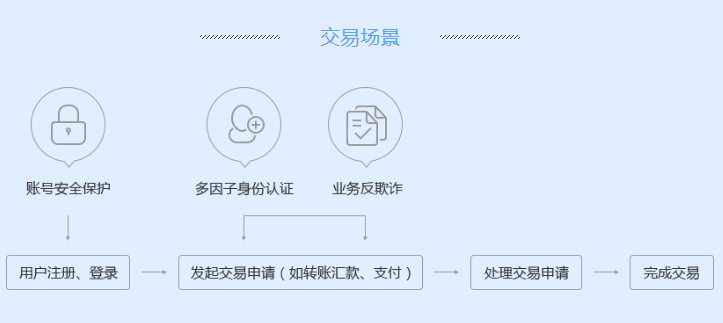 交易场景
账号安全保护
多因子身份认证
业务反欺诈
用户注册、登录
发起交易申请（如转账汇款、支付）
处理交易申请
完成交易